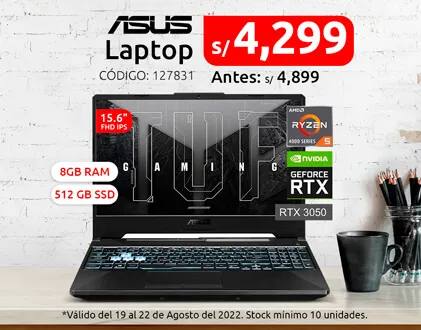 ASUS
Laptop
CÓDIGO: 127831
S/ 4,299
Antes: S/ 4,899
15.6"
FHD IPS
8GB RAM
512 GB SSD
TUF
GAMING
AMD
RYZEN
4000 SERIES 5
NVIDIA
GEFORCE
RTX
RTX 3050
ASUS
*Válido del 19 al 22 de Agosto del 2022. Stock mínimo 10 unidades.